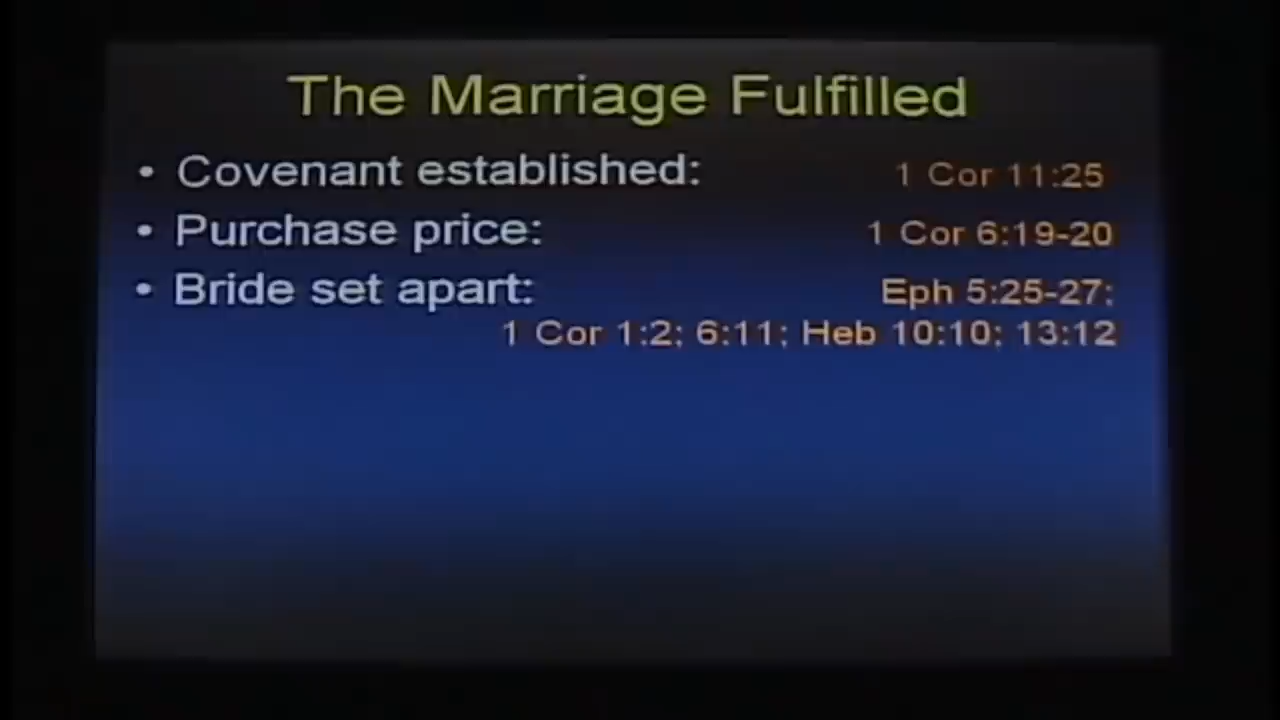 The Marriage Fulfilled
• Covenant established: 1 Cor 11:25
• Purchase price: 1 Cor 6:19-20
• Bride set apart: Eph 5:25-27;
1 Cor 1:2; 6:11; Heb 10:10; 13:12